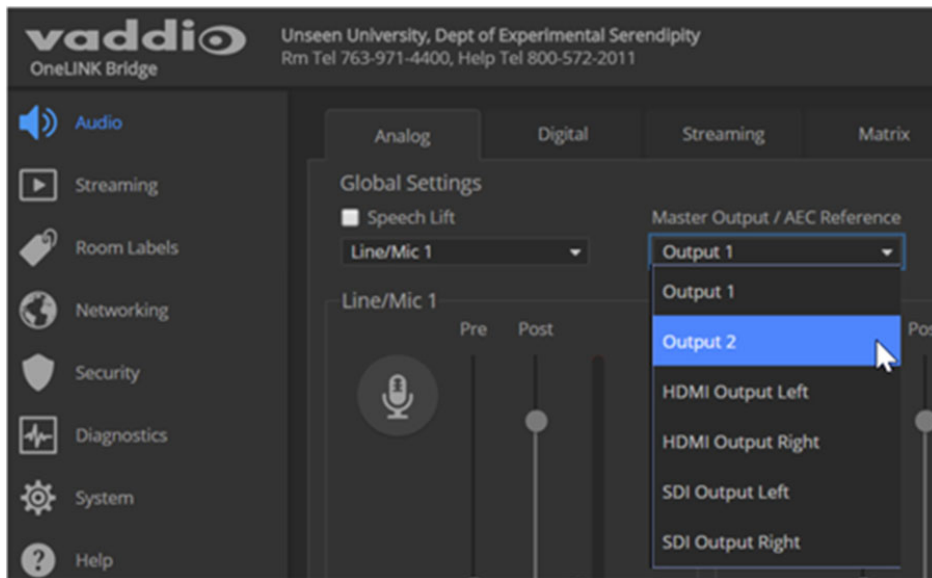 vaddio
OneLINK Bridge
Unseen University, Dept of Experimental Serendipity
Rm Tel 763-971-4400, Help Tel 800-572-2011
Audio
Streaming
Room Labels
Networking
Security
Diagnostics
System
Help
Analog
Digital
Streaming
Matrix
Global Settings
Speech Lift
Line/Mic 1
Master Output / AEC Reference
Output 1
Output 1
Output 2
HDMI Output Left
HDMI Output Right
SDI Output Left
SDI Output Right
Line/Mic 1
Pre Post